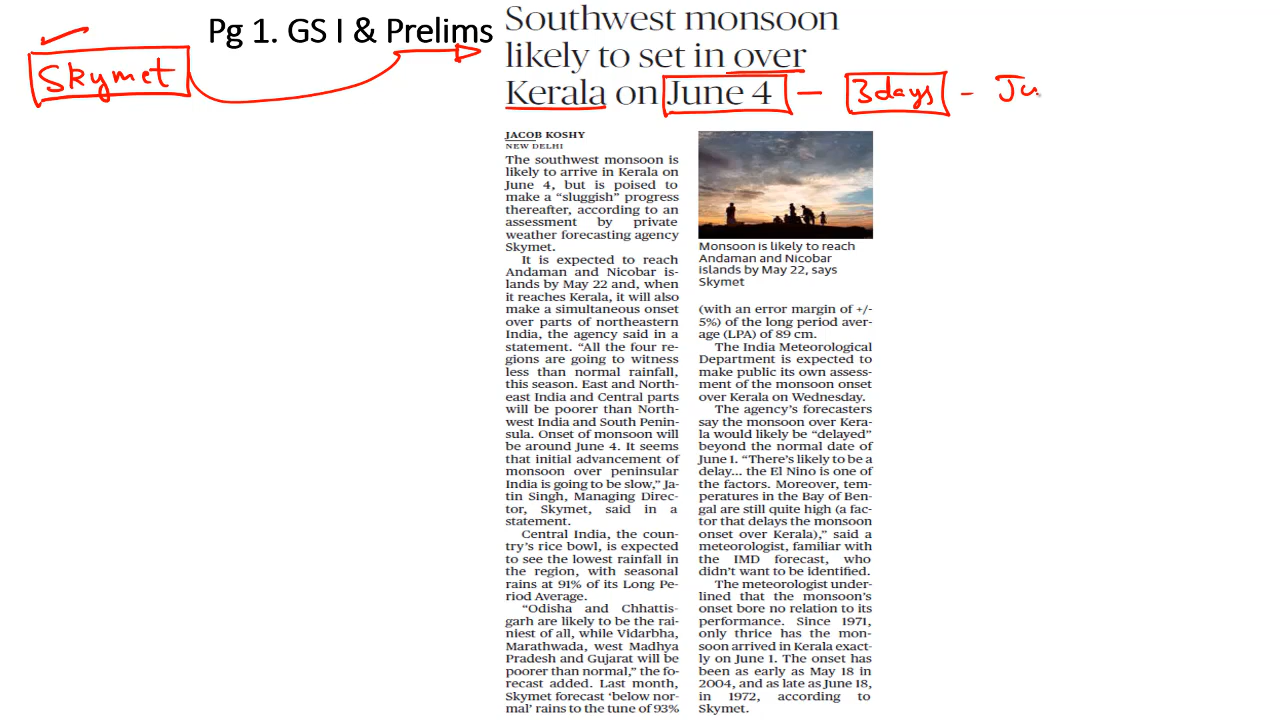 Pg 1. GS I & Prelims
Skymet
Southwest monsoon
likely to set in over
Kerala on June 4 – 3 days – Ju
JACOB KOSHY
NEW DELHI
The southwest monsoon is
likely to arrive in Kerala on
June 4, but is poised to
make a “sluggish” progress
thereafter, according to an
assessment by private
weather forecasting agency
Skymet.
It is expected to reach
Andaman and Nicobar is-
lands by May 22 and, when
it reaches Kerala, it will also
make a simultaneous onset
over parts of northeastern
India, the agency said in a
statement. “All the four re-
gions are going to witness
less than normal rainfall,
this season. East and North-
east India and Central parts
will be poorer than North-
west India and South Penin-
sula. Onset of monsoon will
be around June 4. It seems
that initial advancement of
monsoon over peninsular
India is going to be slow,” Ja-
tin Singh, Managing Direc-
tor, Skymet, said in a
statement.
Central India, the coun-
try’s rice bowl, is expected
to see the lowest rainfall in
the region, with seasonal
rains at 91% of its Long Pe-
riod Average.
“Odisha and Chhattis-
garh are likely to be the rai-
niest of all, while Vidarbha,
Marathwada, west Madhya
Pradesh and Gujarat will be
poorer than normal,” the fo-
recast added. Last month,
Skymet forecast ‘below nor-
mal’ rains to the tune of 93%
Monsoon is likely to reach
Andaman and Nicobar
islands by May 22, says
Skymet
(with an error margin of +/-
5%) of the long period aver-
age (LPA) of 89 cm.
The India Meteorological
Department is expected to
make public its own assess-
ment of the monsoon onset
over Kerala on Wednesday.
The agency’s forecasters
say the monsoon over Kera-
la would likely be “delayed”
beyond the normal date of
June 1. “There’s likely to be a
delay... the El Nino is one of
the factors. Moreover, tem-
peratures in the Bay of Ben-
gal are still quite high (a fac-
tor that delays the monsoon
onset over Kerala),” said a
meteorologist, familiar with
the IMD forecast, who
didn’t want to be identified.
The meteorologist under-
lined that the monsoon’s
onset bore no relation to its
performance. Since 1971,
only thrice has the mon-
soon arrived in Kerala exact-
ly on June 1. The onset has
been as early as May 18 in
2004, and as late as June 18,
in 1972, according to
Skymet.